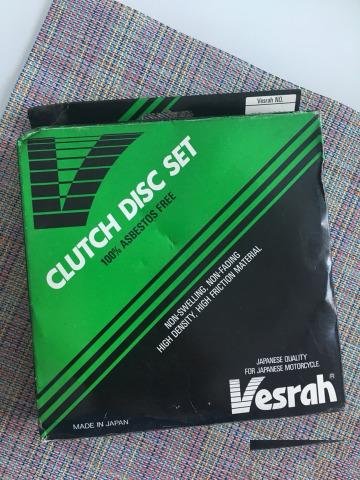 Vesrah NO.
V
CLUTCH DISC SET
100% ASBESTOS FREE
NON-SWELLING, NON-FADING
HIGH DENSITY, HIGH FRICTION MATERIAL
JAPANESE QUALITY
FOR JAPANESE MOTORCYCLE.
Vesrah®
MADE IN JAPAN